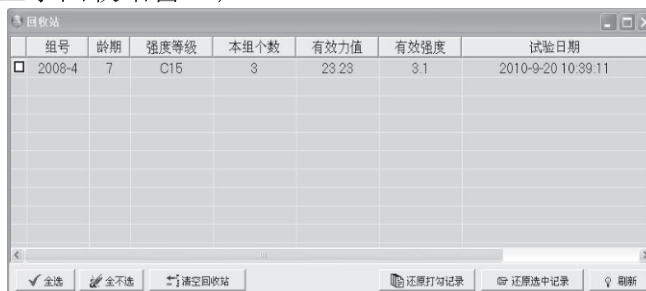 回收站
组号 龄期 强度等级 本组个数 有效力值 有效强度 试验日期
2008-4 7 C15 3 23.23 3.1 2010-9-20 10:39:11
全选 全不选 清空回收站 还原打勾记录 还原选中记录 刷新